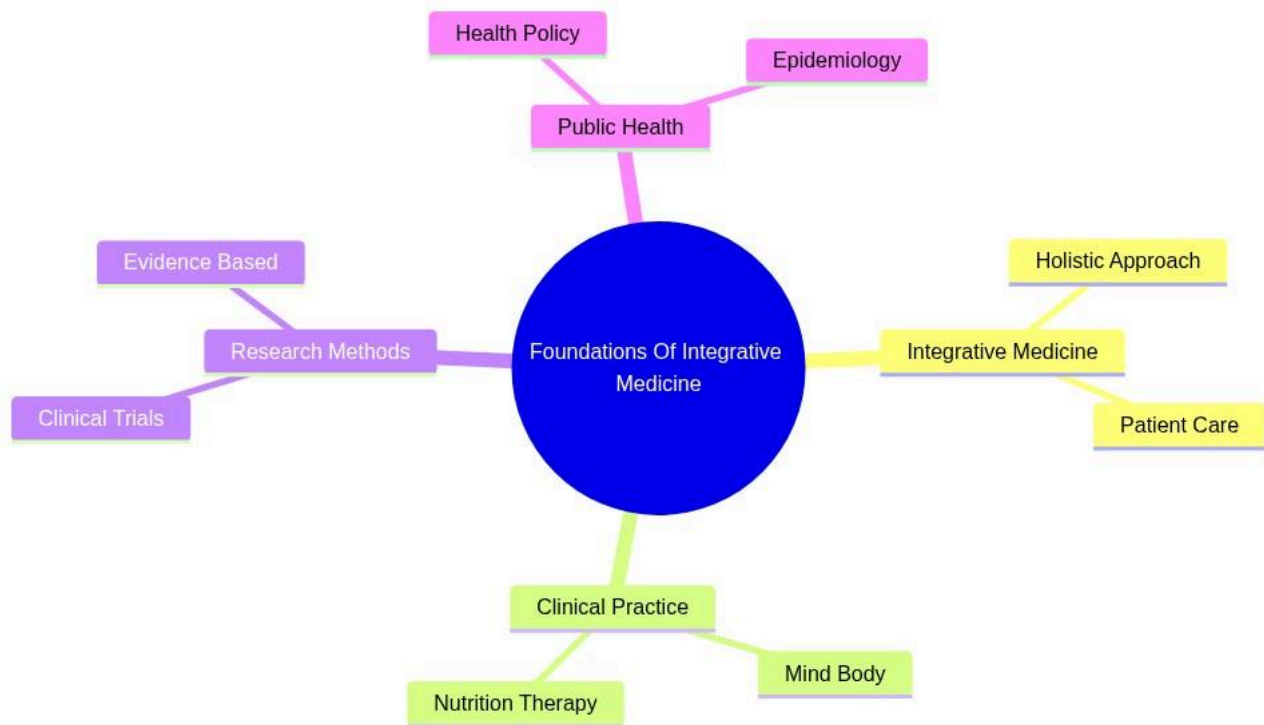 Health Policy
Epidemiology
Public Health
Evidence Based
Holistic Approach
Research Methods
Foundations Of Integrative
Medicine
Integrative Medicine
Clinical Trials
Patient Care
Clinical Practice
Mind Body
Nutrition Therapy